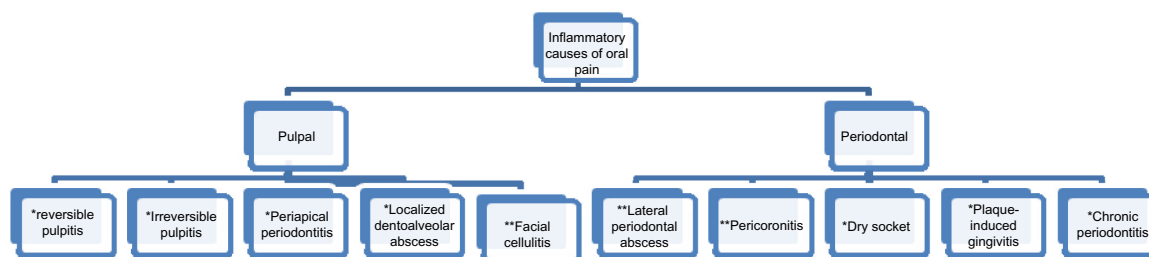 Inflammatory
causes of oral
pain
Pulpal
Periodontal
*reversible
pulpitis
*Irreversible
pulpitis
*Periapical
periodontitis
*Localized
dentoalveolar
abscess
**Facial
cellulitis
**Lateral
periodontal
abscess
**Pericoronitis
*Dry socket
*Plaque-
induced
gingivitis
*Chronic
periodontitis